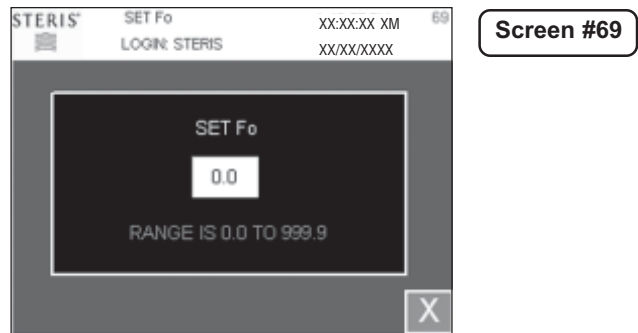 STERIS® SET Fo XX:XX:XX XM 69
LOGIN: STERIS XX/XX/XXXX
Screen #69
SET Fo
0.0
RANGE IS 0.0 TO 999.9
X